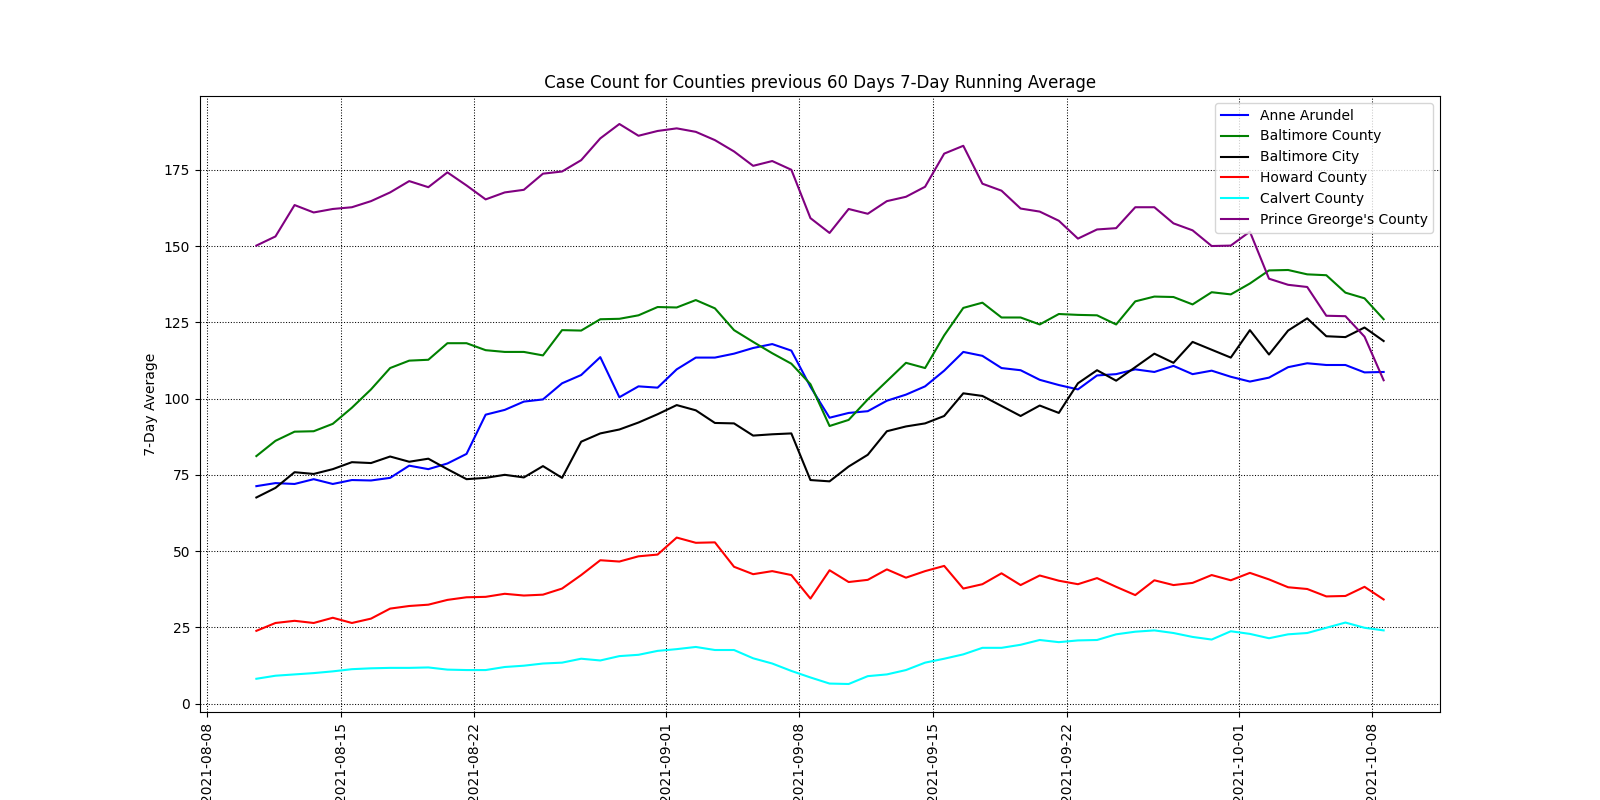 Case Count for Counties previous 60 Days 7-Day Running Average
Anne Arundel
Baltimore County
Baltimore City
Howard County
Calvert County
Prince Greorge's County
7-Day Average
175
150
125
100
75
50
25
0
2021-08-08
2021-08-15
2021-08-22
2021-09-01
2021-09-08
2021-09-15
2021-09-22
2021-10-01
2021-10-08